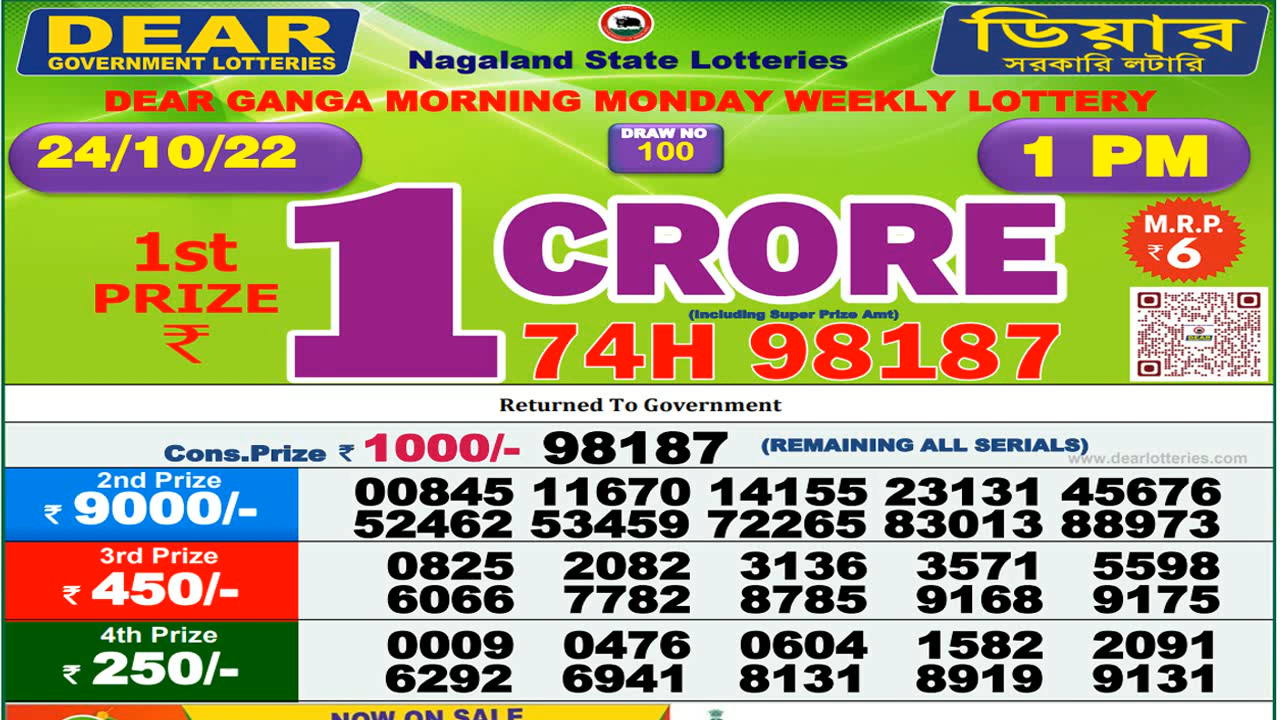 DEAR
GOVERNMENT LOTTERIES
Nagaland State Lotteries
ডিয়ার
সরকারি লটারি
DEAR GANGA MORNING MONDAY WEEKLY LOTTERY
24/10/22
DRAW NO
100
1 PM
1st
PRIZE
₹
1 CRORE
(Including Super Prize Amt)
74H 98187
M.R.P.
₹6
DEAR
Returned To Government
Cons.Prize ₹ 1000/- 98187 (REMAINING ALL SERIALS)
www.dearlotteries.com
2nd Prize
₹ 9000/-
00845 11670 14155 23131 45676
52462 53459 72265 83013 88973
3rd Prize
₹ 450/-
0825 2082 3136 3571 5598
6066 7782 8785 9168 9175
4th Prize
₹ 250/-
0009 0476 0604 1582 2091
6292 6941 8131 8919 9131
NOW ON SALE